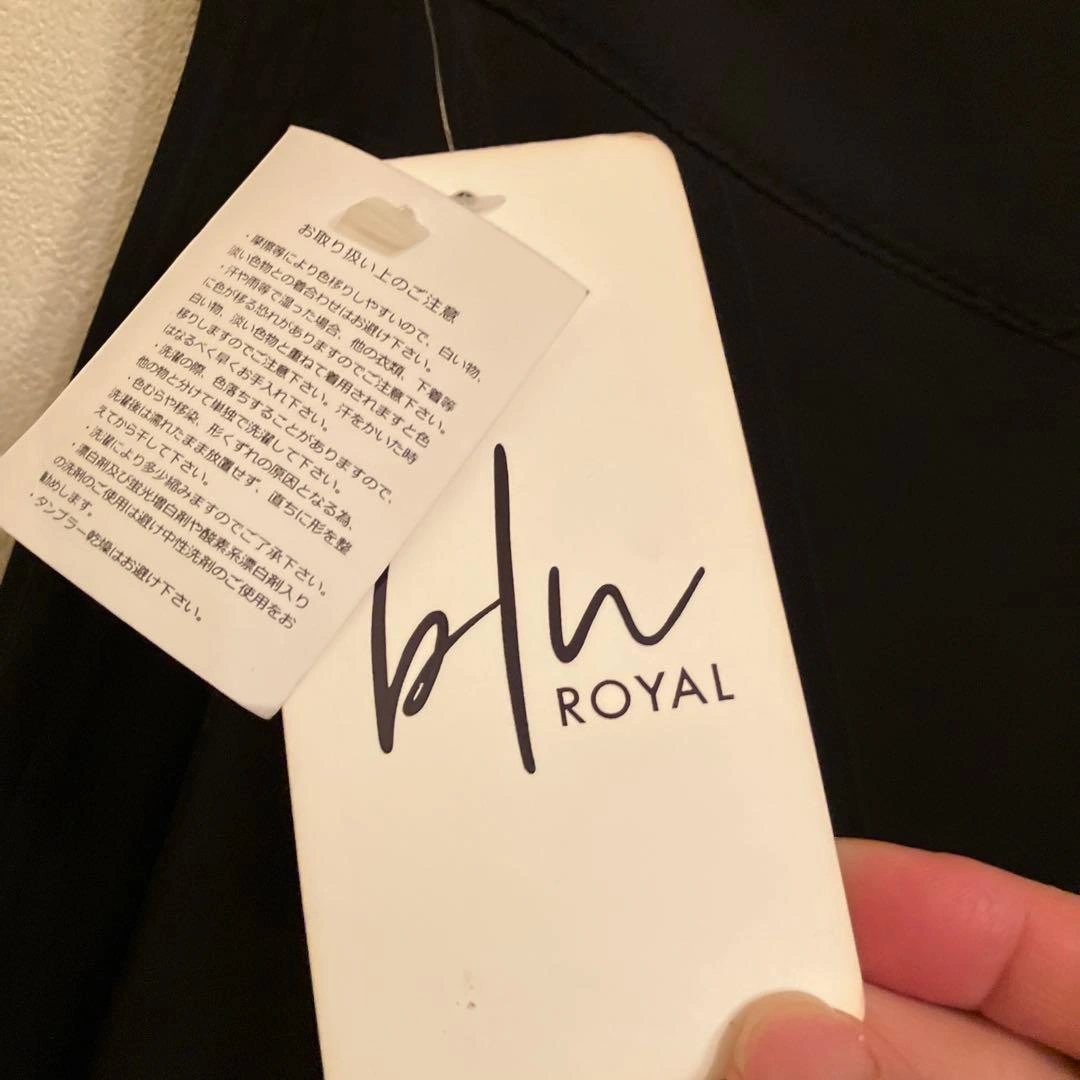 お取り扱い上のご注意
・摩擦等により色移りしやすいので、白い物、
淡い色物との着合わせはお避け下さい。
・汗や雨等で湿った場合、他の衣類、下着等
に色が移る恐れがありますのでご注意下さい。
白い物、淡い色物と重ねて着用されますと色
移りしますのでご注意下さい。汗をかいた時
はなるべく早くお手入れ下さい。
・洗濯の際、色落ちすることがありますので、
他の物と分けて単独で洗濯して下さい。
・色むらや移染、形くずれの原因となる為、
洗濯後は濡れたまま放置せず、直ちに形を整
えてから干して下さい。
・洗濯により多少縮みますのでご了承下さい。
・漂白剤及び蛍光増白剤や酸素系漂白剤入り
の洗剤のご使用は避け中性洗剤のご使用をお
勧めします。
・タンブラー乾燥はお避け下さい。
bln
ROYAL